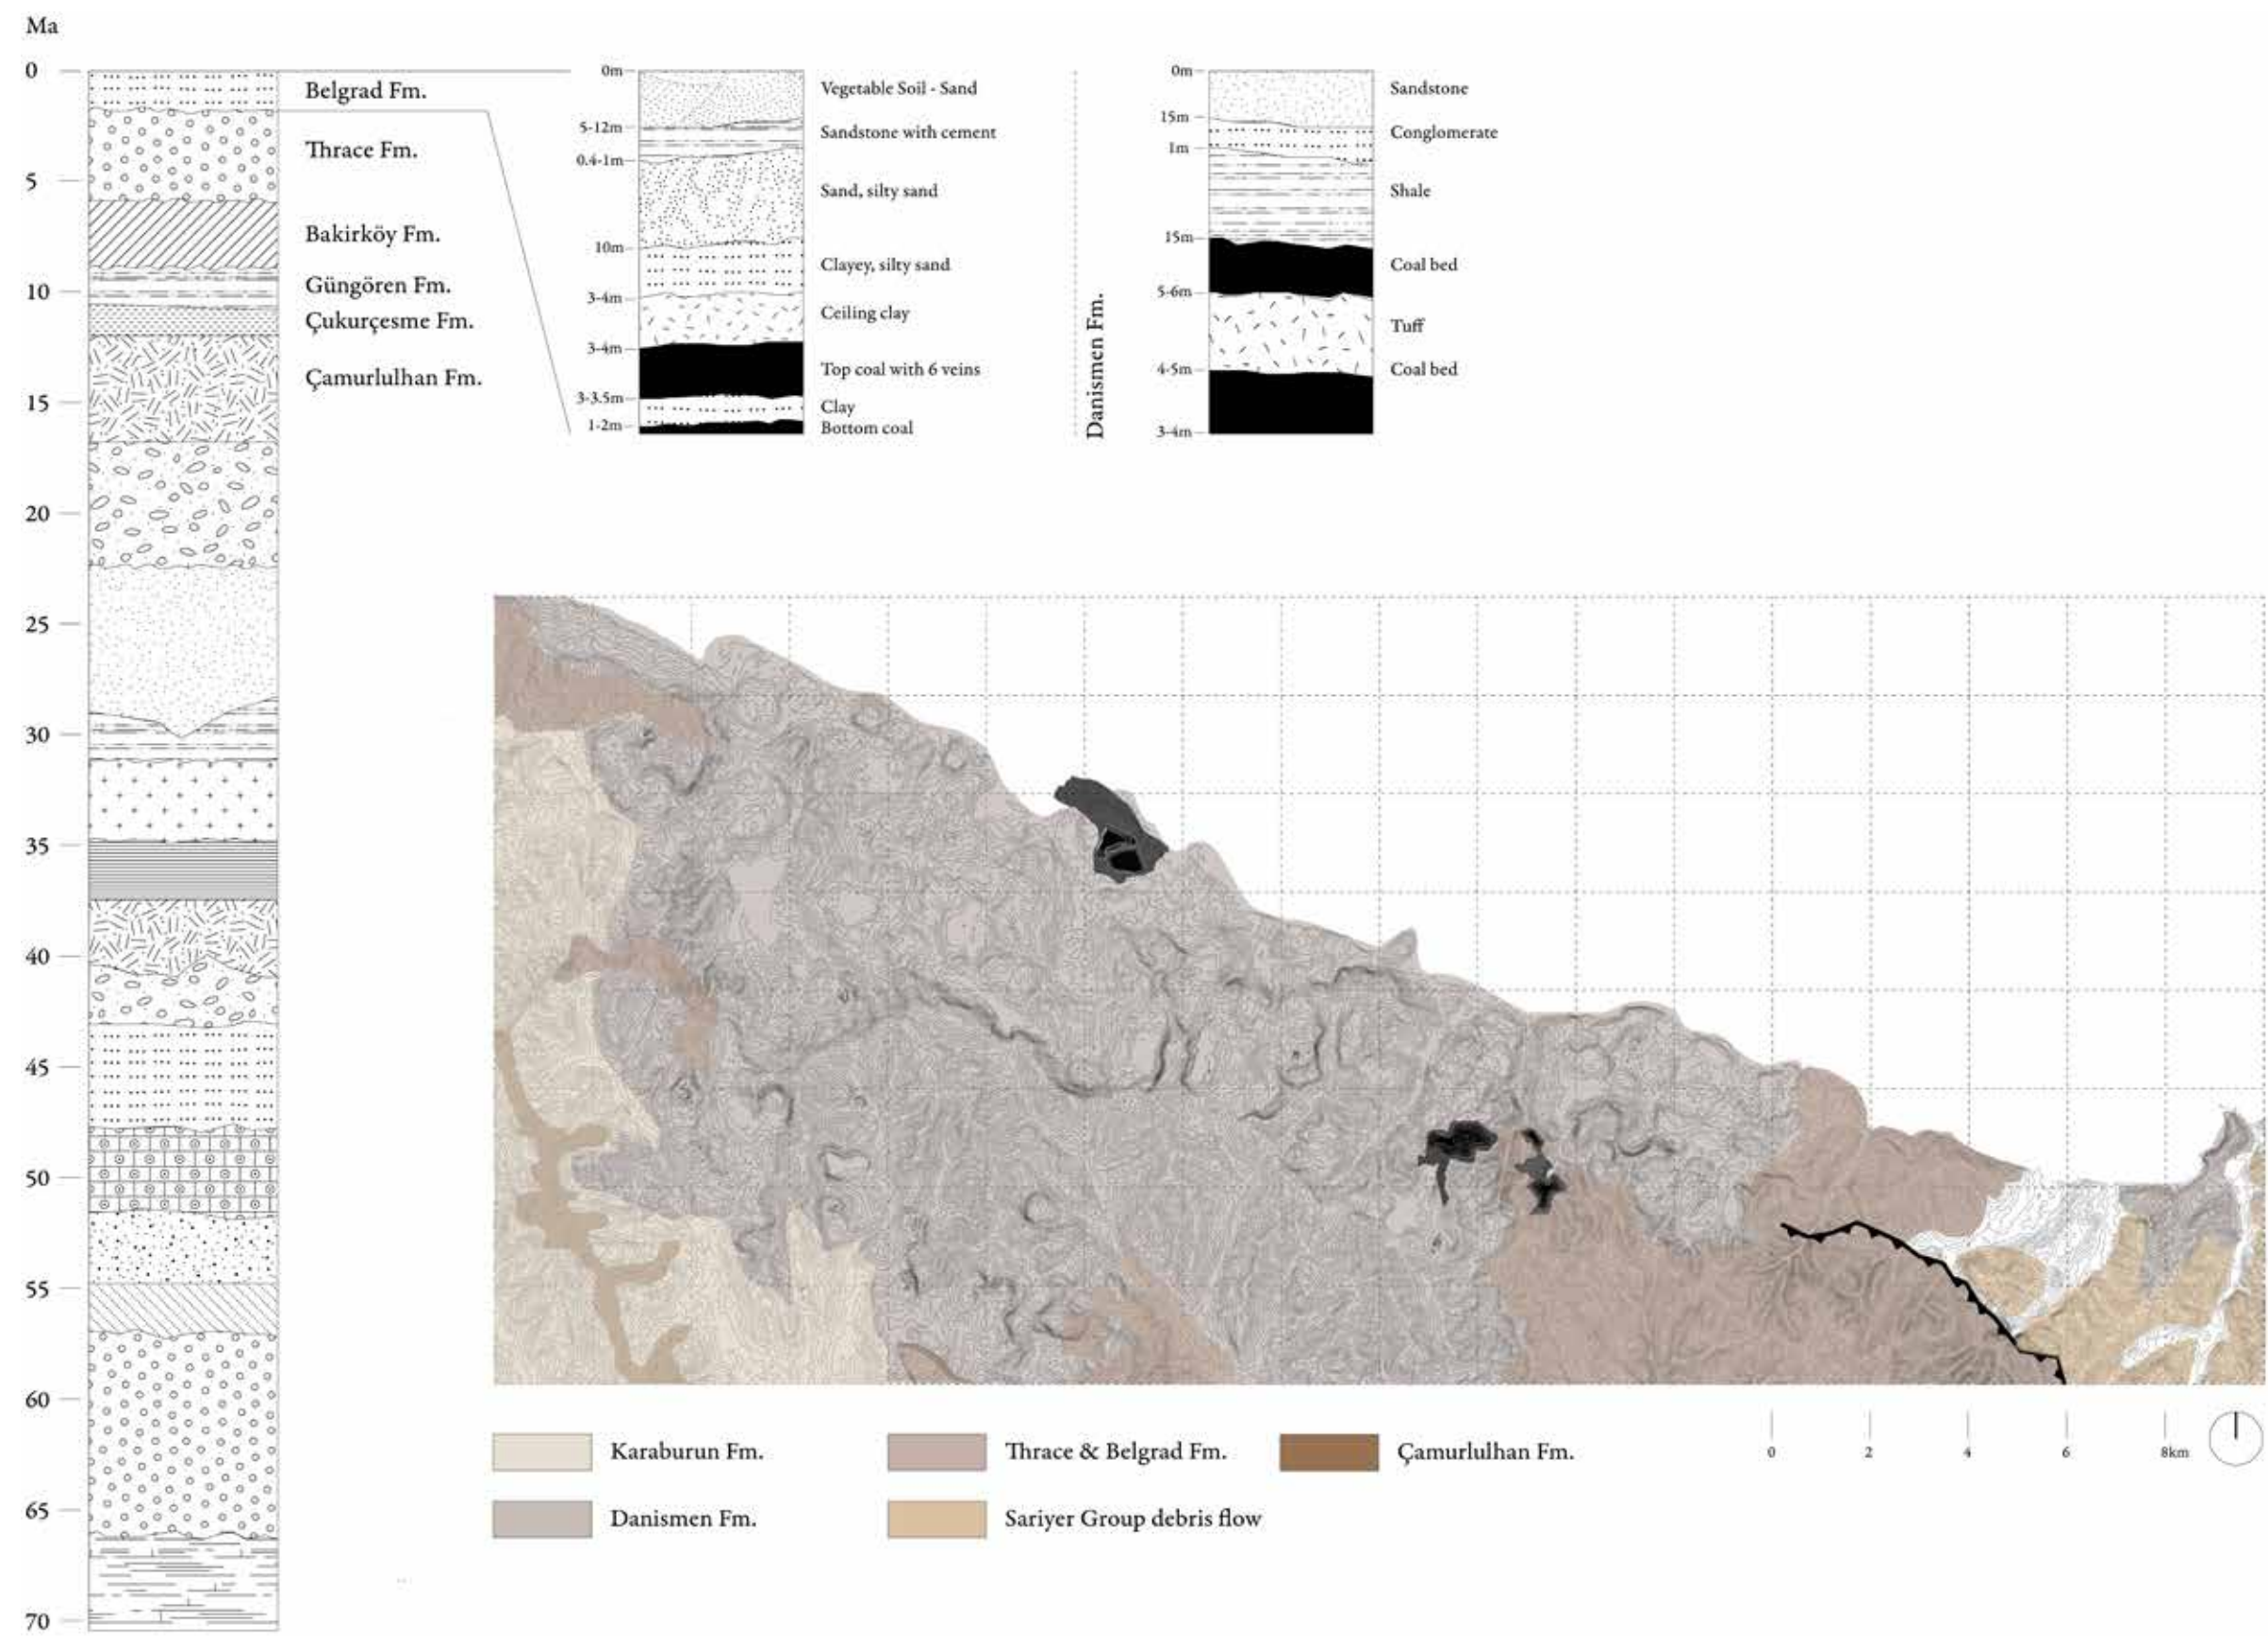 Ma
0
5
10
15
20
25
30
35
40
45
50
55
60
65
70
Belgrad Fm.
Thrace Fm.
Bakirköy Fm.
Güngören Fm.
Çukurçesme Fm.
Çamurlulhan Fm.
0m
5-12m
0.4-1m
10m
3-4m
3-4m
3-3.5m
1-2m
Vegetable Soil - Sand
Sandstone with cement
Sand, silty sand
Clayey, silty sand
Ceiling clay
Top coal with 6 veins
Clay
Bottom coal
Danismen Fm.
0m
15m
1m
15m
5-6m
4-5m
3-4m
Sandstone
Conglomerate
Shale
Coal bed
Tuff
Coal bed
Karaburun Fm.
Thrace & Belgrad Fm.
Çamurlulhan Fm.
Danismen Fm.
Sariyer Group debris flow
0 2 4 6 8km